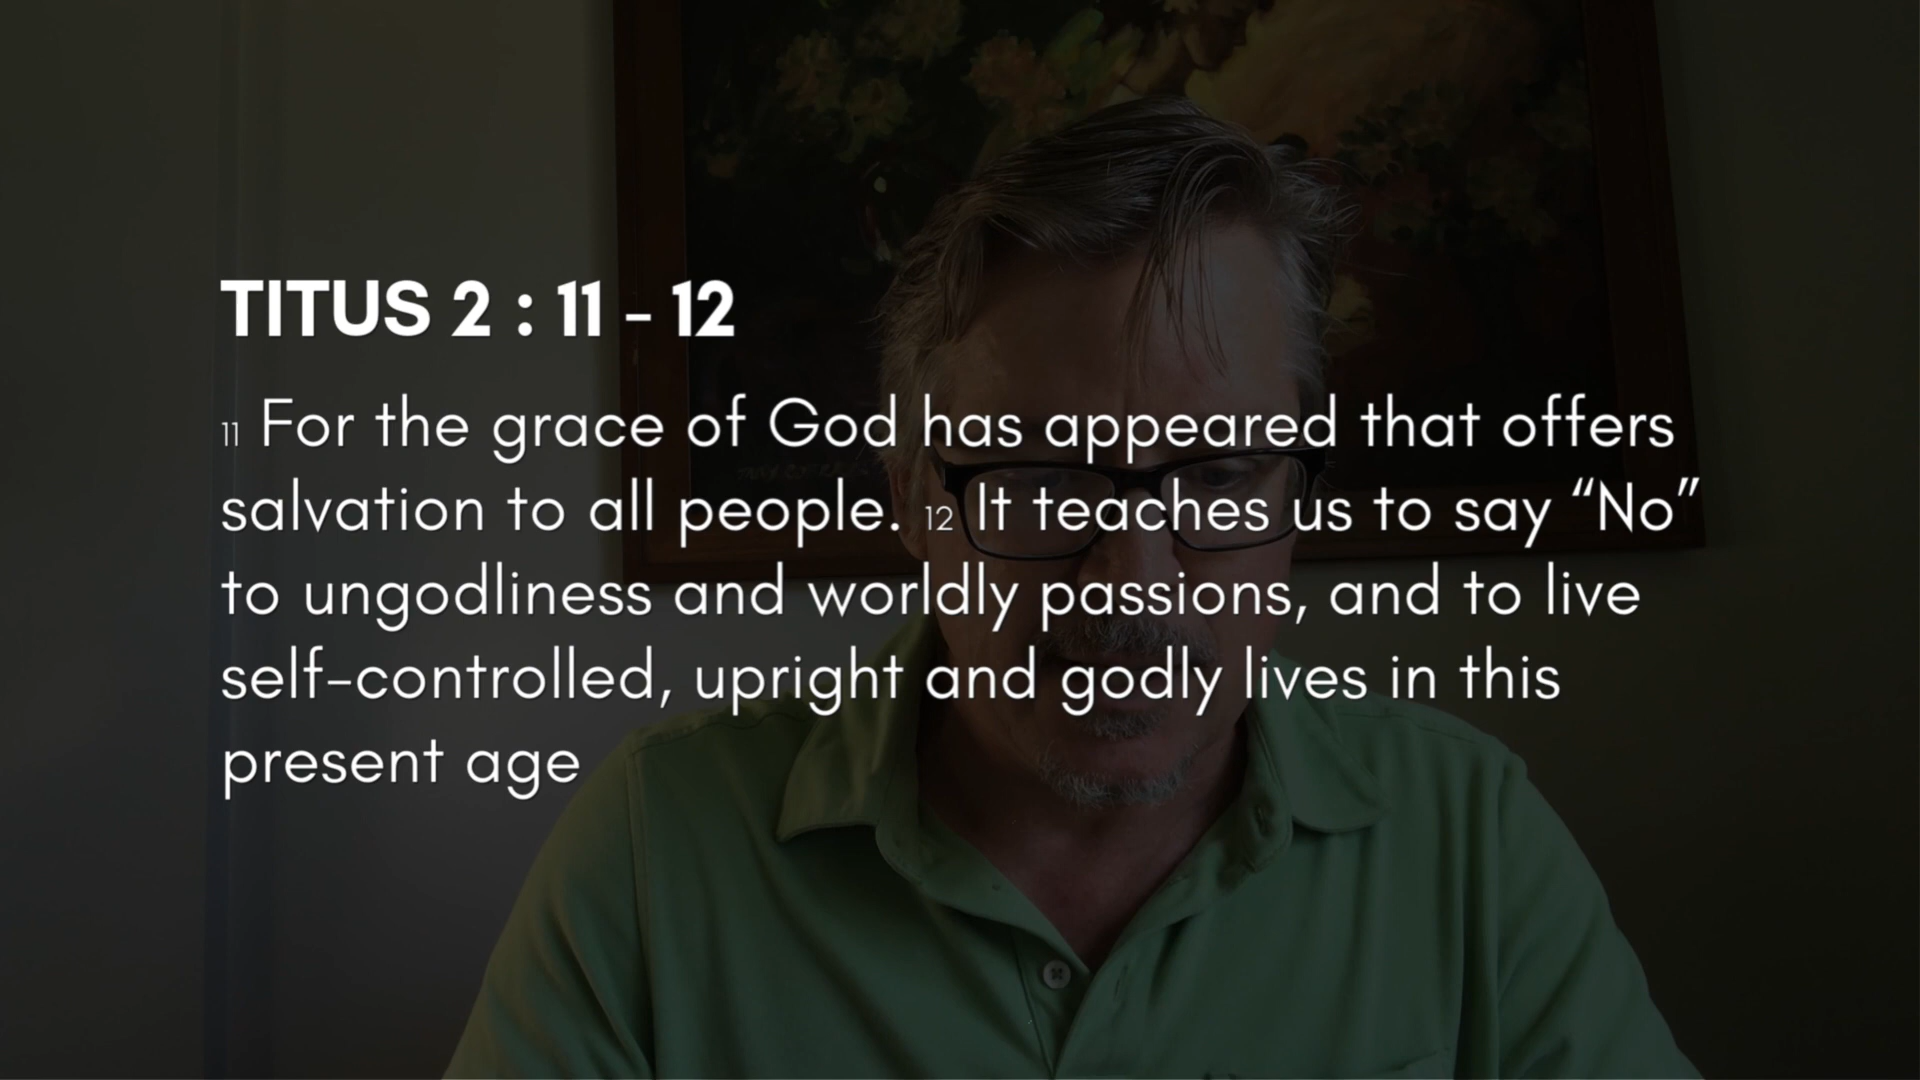 TITUS 2 : 11 - 12
11 For the grace of God has appeared that offers
salvation to all people. 12 It teaches us to say “No”
to ungodliness and worldly passions, and to live
self-controlled, upright and godly lives in this
present age